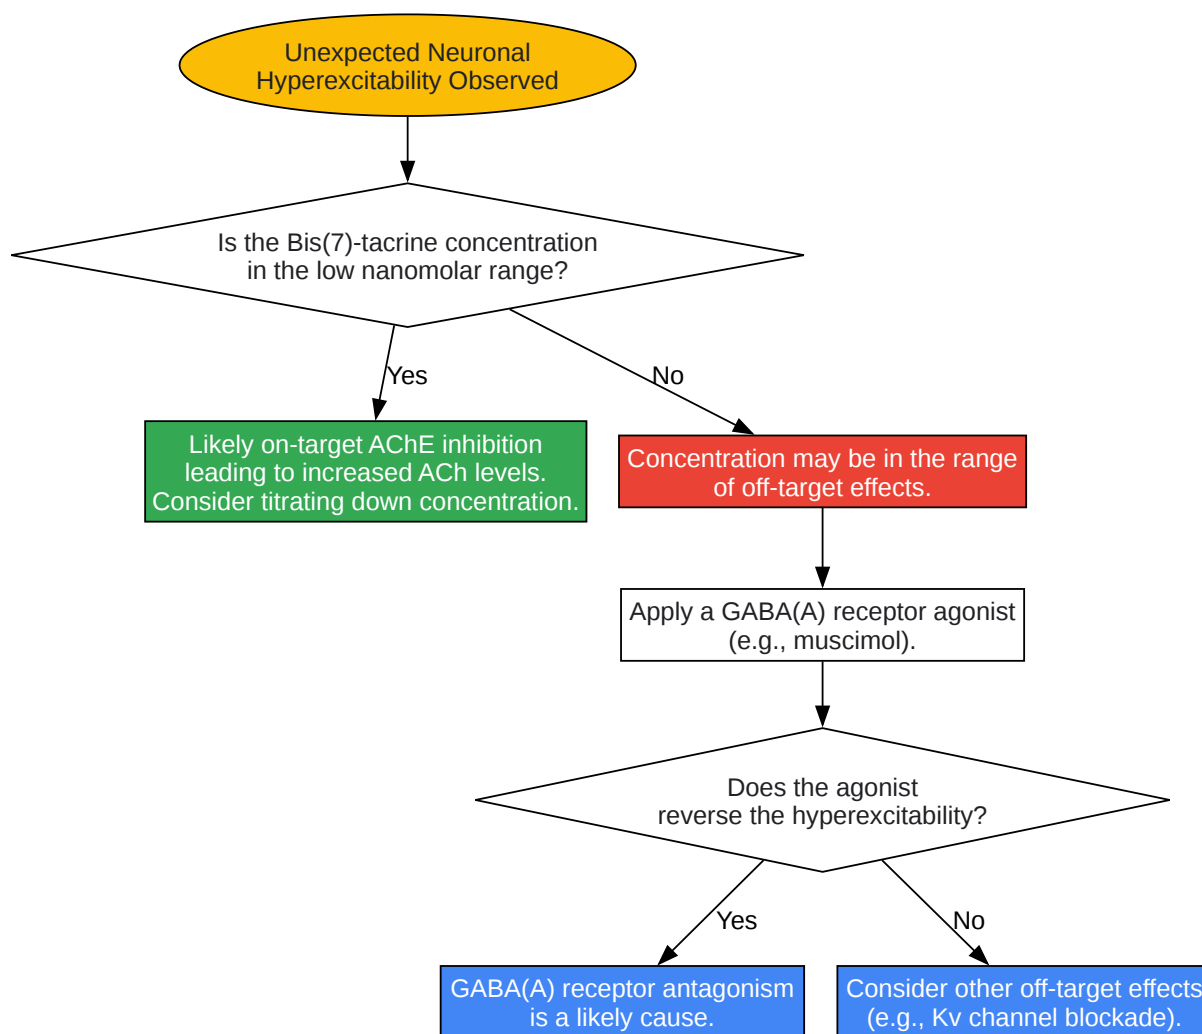 Unexpected Neuronal
Hyperexcitability Observed
Is the Bis(7)-tacrine concentration
in the low nanomolar range?
Yes
No
Likely on-target AChE inhibition
leading to increased ACh levels.
Consider titrating down concentration.
Concentration may be in the range
of off-target effects.
Apply a GABA(A) receptor agonist
(e.g., muscimol).
Does the agonist
reverse the hyperexcitability?
Yes
No
GABA(A) receptor antagonism
is a likely cause.
Consider other off-target effects
(e.g., Kv channel blockade).